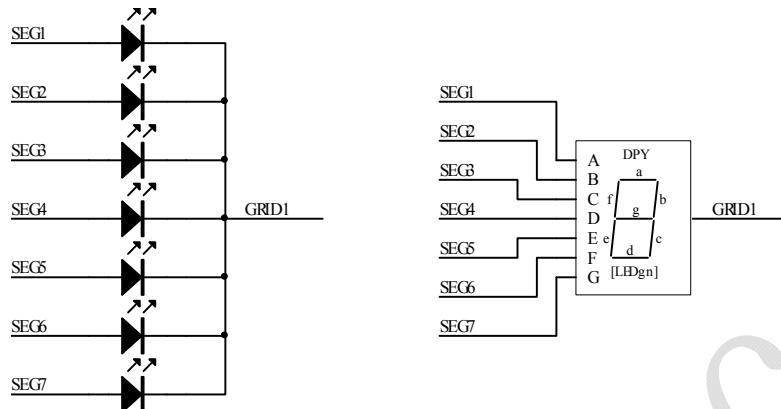 SEG1
SEG2
SEG3
SEG4
SEG5
SEG6
SEG7
GRID1
SEG1
SEG2
SEG3
SEG4
SEG5
SEG6
SEG7
A
B
C
D
E
F
G
DPY
a
f
b
g
e
c
d
[LEDgn]
GRID1